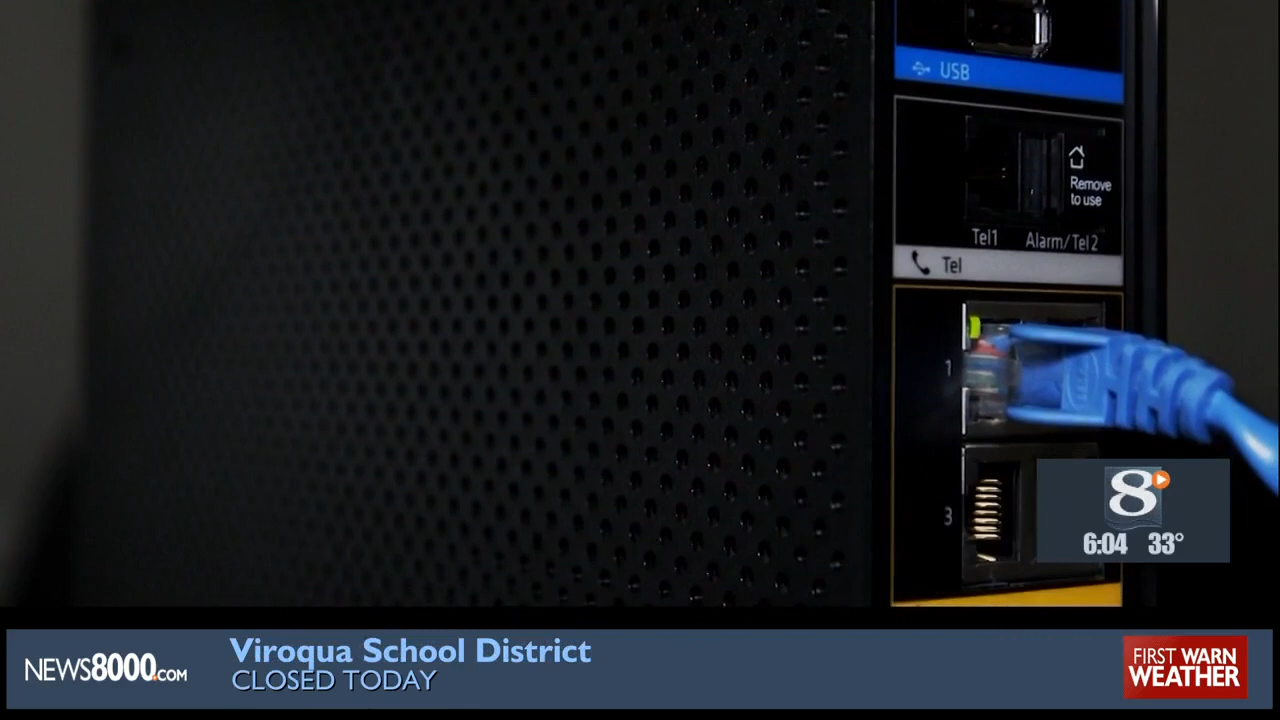 USB
Remove
to use
Tel1 Alarm/Tel 2
Tel
1
3
8
6:04 33°
NEWS8000.COM
Viroqua School District
CLOSED TODAY
FIRST WARN
WEATHER